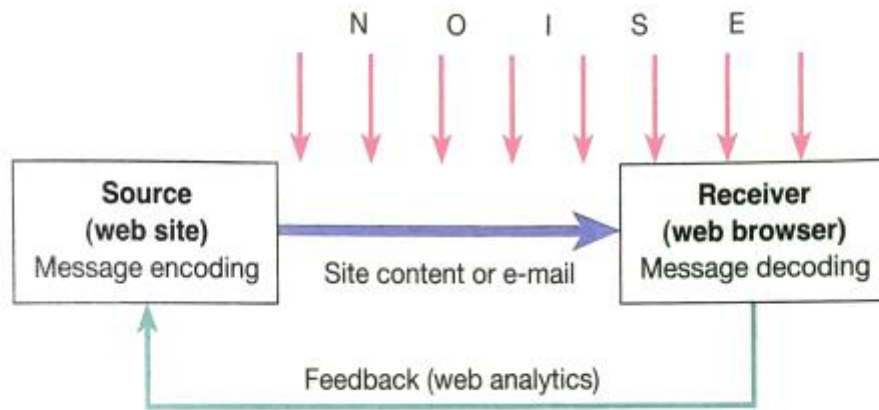 N O I S E
Source
(web site)
Message encoding
Site content or e-mail
Receiver
(web browser)
Message decoding
Feedback (web analytics)